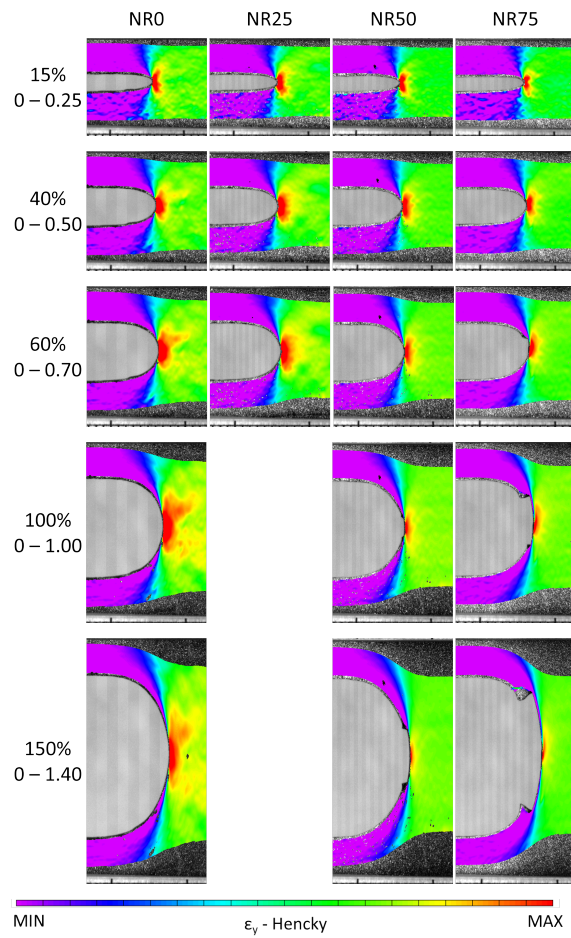 NR0 NR25 NR50 NR75
15%
0 – 0.25
40%
0 – 0.50
60%
0 – 0.70
100%
0 – 1.00
150%
0 – 1.40
MIN εy - Hencky MAX